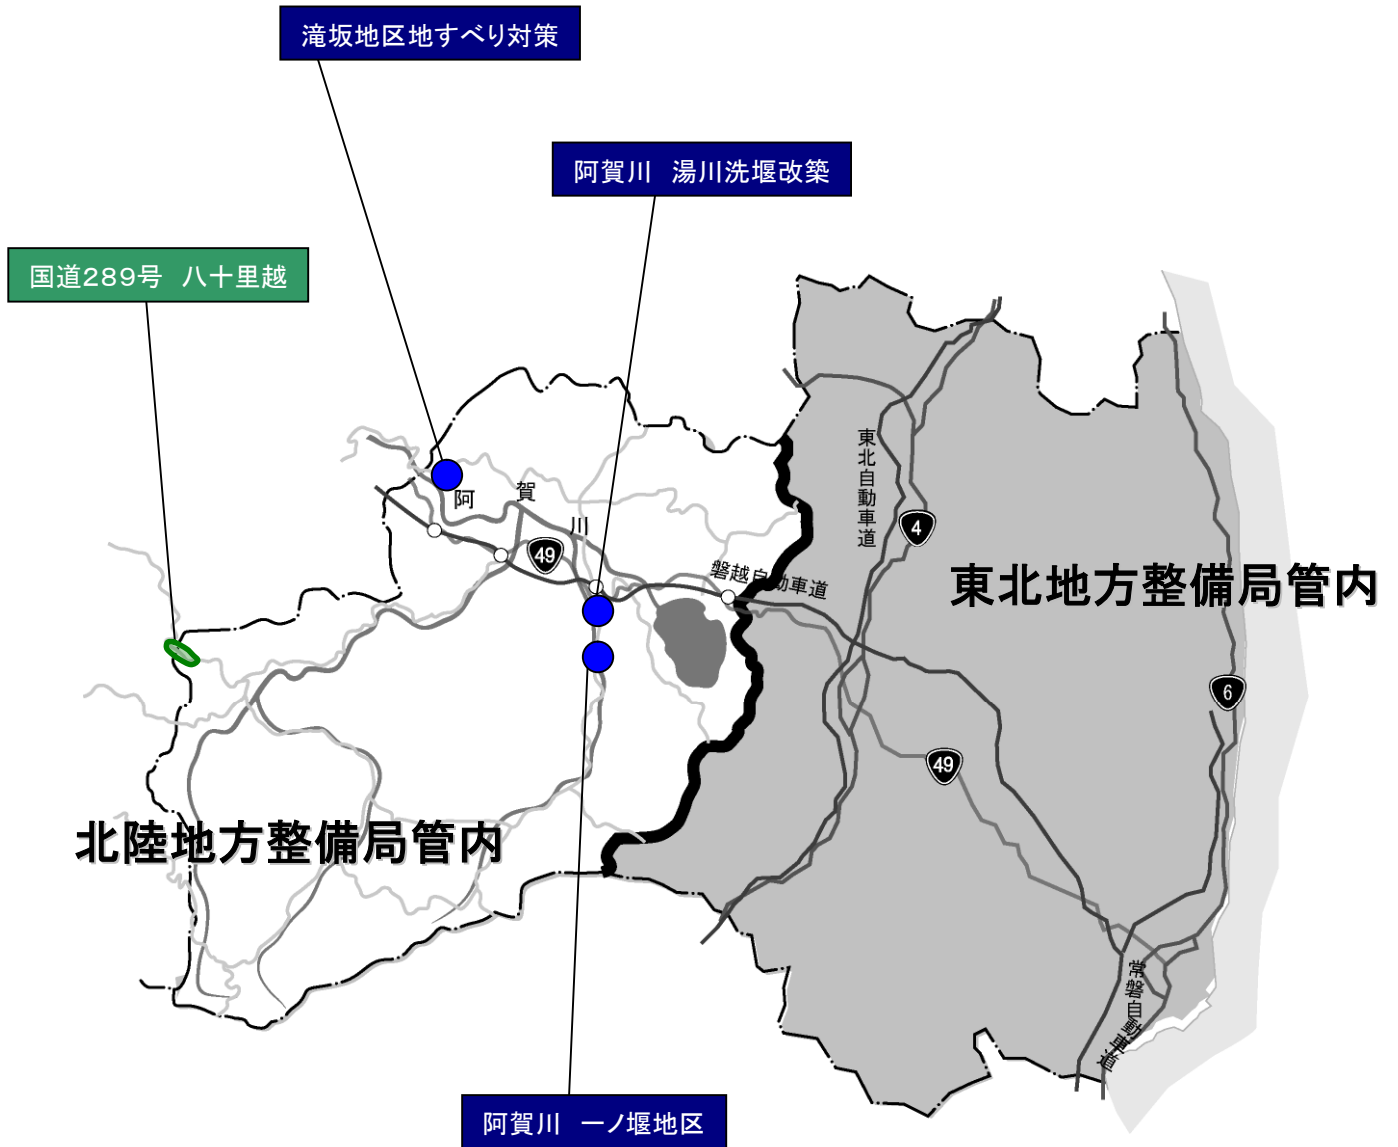 滝坂地区地すべり対策
阿賀川　湯川洗堰改築
国道289号　八十里越
東北自動車道
阿賀川
4
49
磐越自動車道
東北地方整備局管内
6
49
北陸地方整備局管内
常磐自動車道
阿賀川　一ノ堰地区